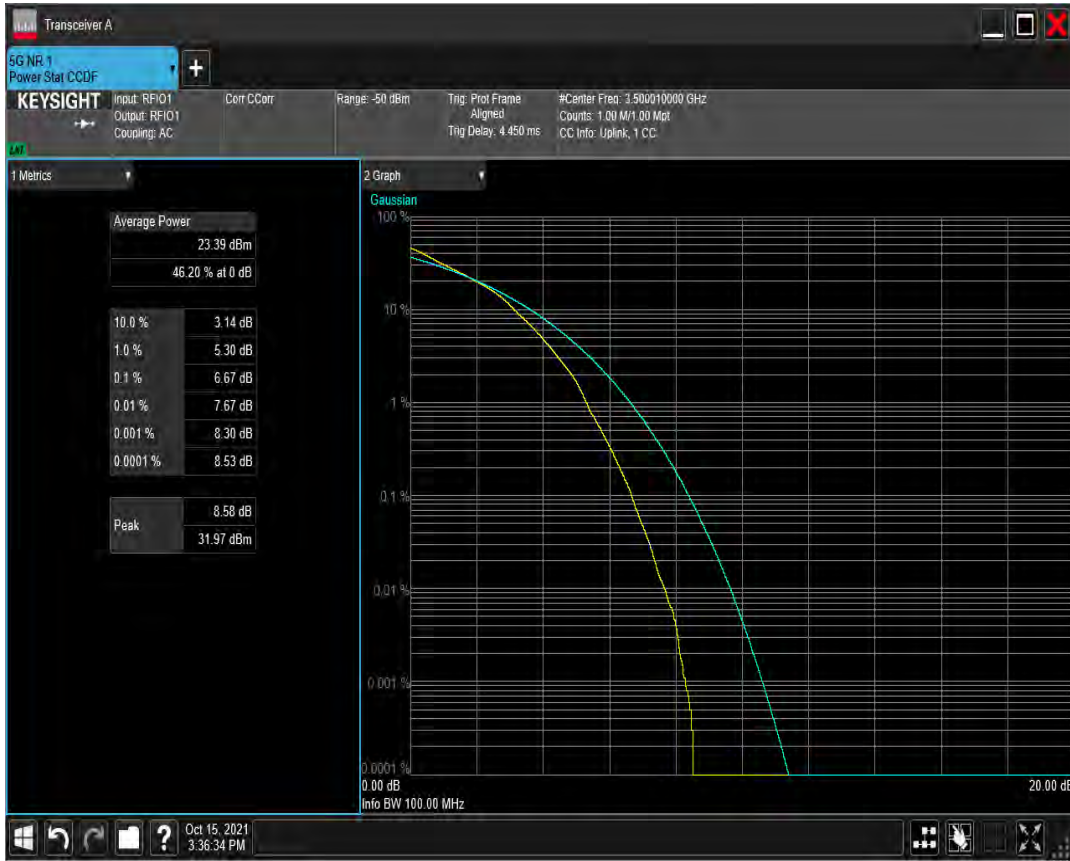 Transceiver A
5G NR 1
Power Stat CCDF
+
KEYSIGHT
Input: RFIO1
Output: RFIO1
Coupling: AC
Corr CCorr
Range: -50 dBm
Trig: Prot Frame
Aligned
Trig Delay: 4.450 ms
#Center Freq: 3.500010000 GHz
Counts: 1.00 M/1.00 Mpt
CC Info: Uplink, 1 CC
1 Metrics
Average Power
23.39 dBm
46.20 % at 0 dB
10.0 % 3.14 dB
1.0 % 5.30 dB
0.1 % 6.67 dB
0.01 % 7.67 dB
0.001 % 8.30 dB
0.0001 % 8.53 dB
Peak
8.58 dB
31.97 dBm
2 Graph
Gaussian
100 %
10 %
1 %
0.1 %
0.01 %
0.001 %
0.0001 %
0.00 dB
20.00 dB
Info BW 100.00 MHz
?
Oct 15, 2021
3:36:34 PM